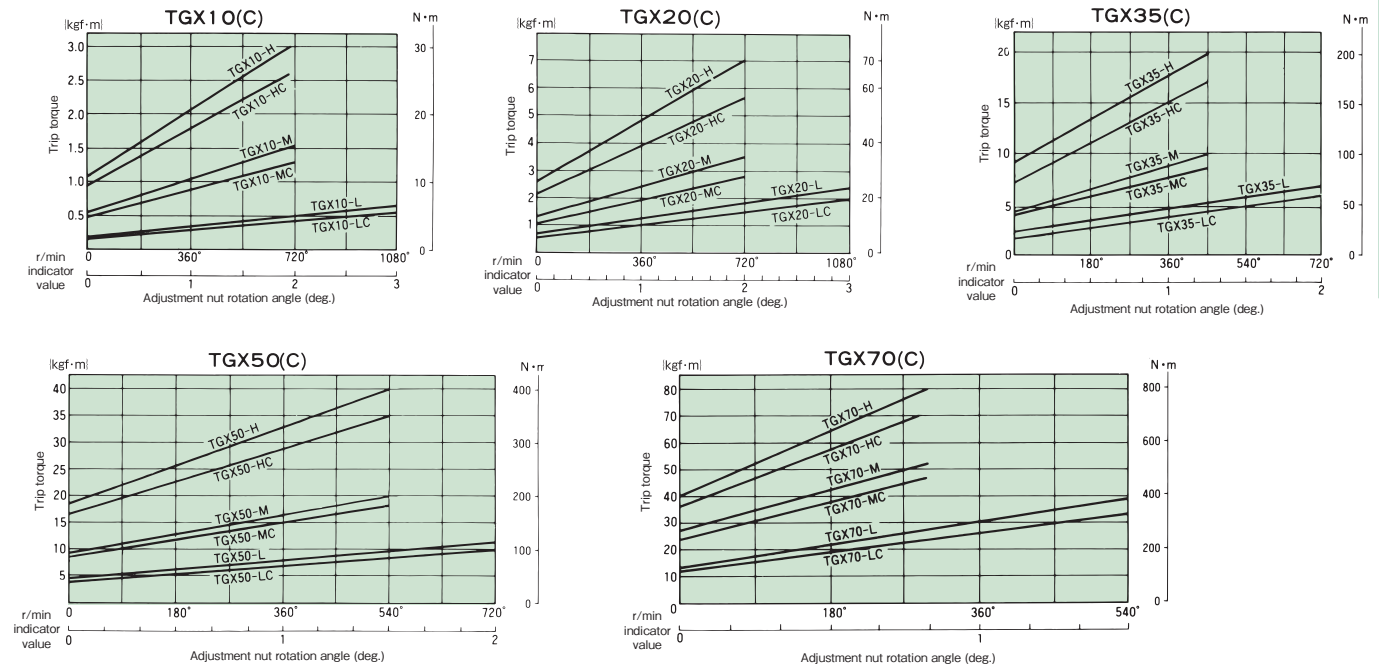 TGX10(C)
|kgf·m|
N·m
3.0
2.5
2.0
1.5
1.0
0.5
30
20
10
0
Trip torque
TGX10-H
TGX10-HC
TGX10-M
TGX10-MC
TGX10-L
TGX10-LC
r/min
indicator
value
360° 720° 1080°
0 1 2 3
Adjustment nut rotation angle (deg.)
TGX20(C)
|kgf·m|
N·m
7
6
5
4
3
2
1
0
70
60
40
20
0
Trip torque
TGX20-H
TGX20-HC
TGX20-M
TGX20-MC
TGX20-L
TGX20-LC
r/min
indicator
value
360° 720° 1080°
0 1 2 3
Adjustment nut rotation angle (deg.)
TGX35(C)
|kgf·m|
N·m
20
15
10
5
0
200
150
100
50
0
Trip torque
TGX35-H
TGX35-HC
TGX35-M
TGX35-MC
TGX35-L
TGX35-LC
r/min
indicator
value
180° 360° 540° 720°
0 1 2
Adjustment nut rotation angle (deg.)
TGX50(C)
|kgf·m|
N·m
40
35
30
25
20
15
10
5
400
300
200
100
0
Trip torque
TGX50-H
TGX50-HC
TGX50-M
TGX50-MC
TGX50-L
TGX50-LC
r/min
indicator
value
0 180° 360° 540° 720°
0 1 2
Adjustment nut rotation angle (deg.)
TGX70(C)
|kgf·m|
N·m
80
70
60
50
40
30
20
10
800
600
400
200
0
Trip torque
TGX70-H
TGX70-HC
TGX70-M
TGX70-MC
TGX70-L
TGX70-LC
r/min
indicator
value
0 180° 360° 540°
0 1
Adjustment nut rotation angle (deg.)